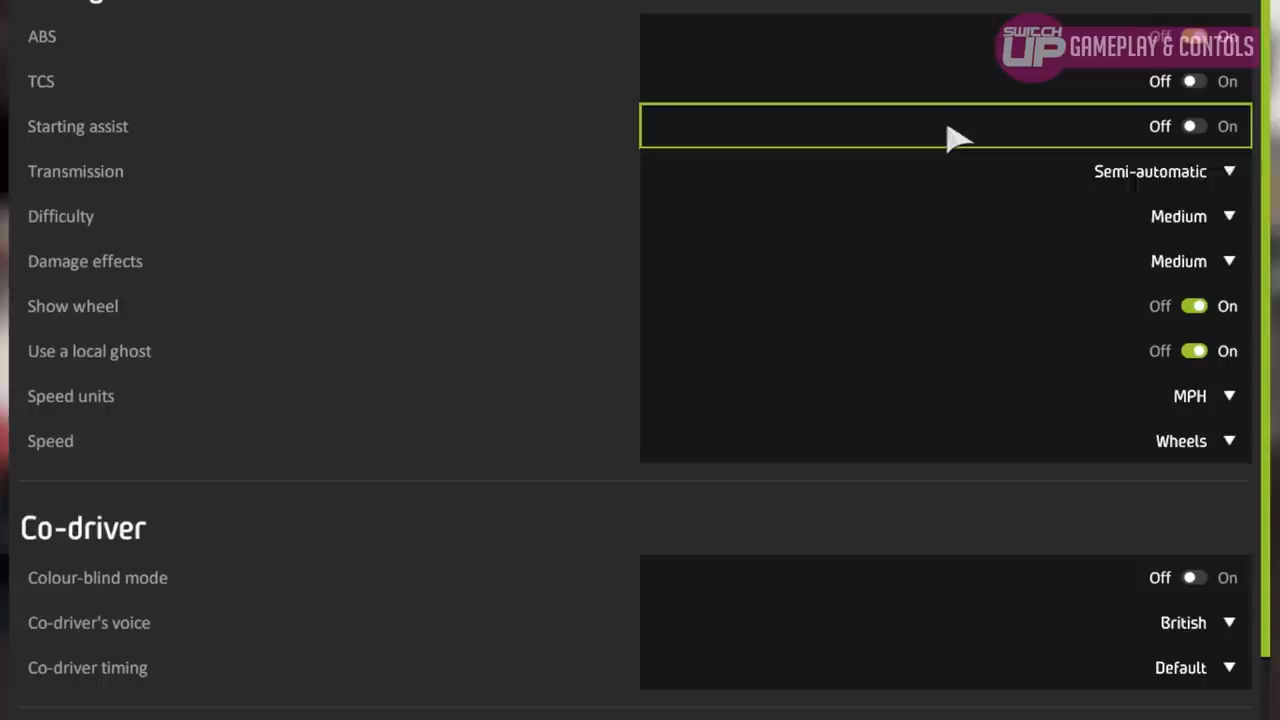 ABS Off On
SWITCH UP GAMEPLAY & CONTOLS
TCS Off On
Starting assist Off On
Transmission Semi-automatic
Difficulty Medium
Damage effects Medium
Show wheel Off On
Use a local ghost Off On
Speed units MPH
Speed Wheels
Co-driver
Colour-blind mode Off On
Co-driver's voice British
Co-driver timing Default